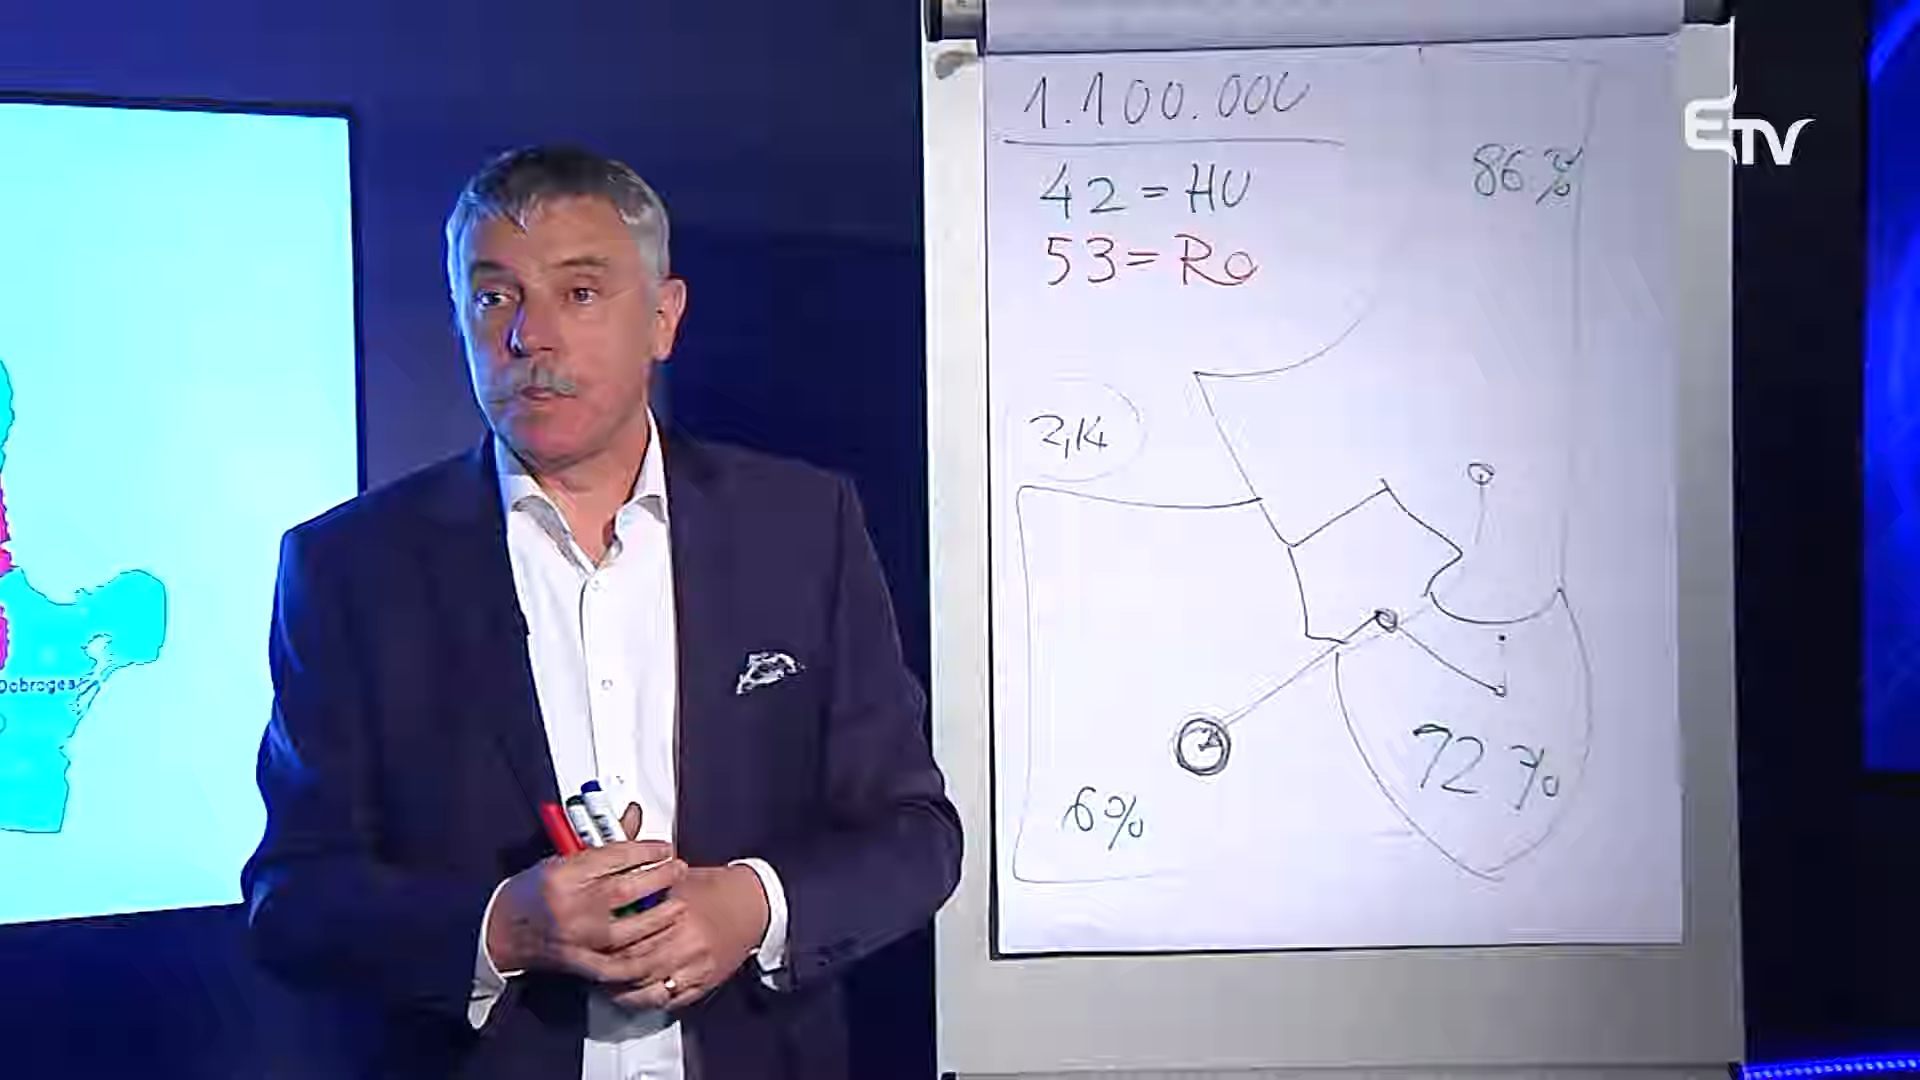 1.100.000
86%
ETV
42=HU
53=Ro
2,14
Dobrogea
72%
6%